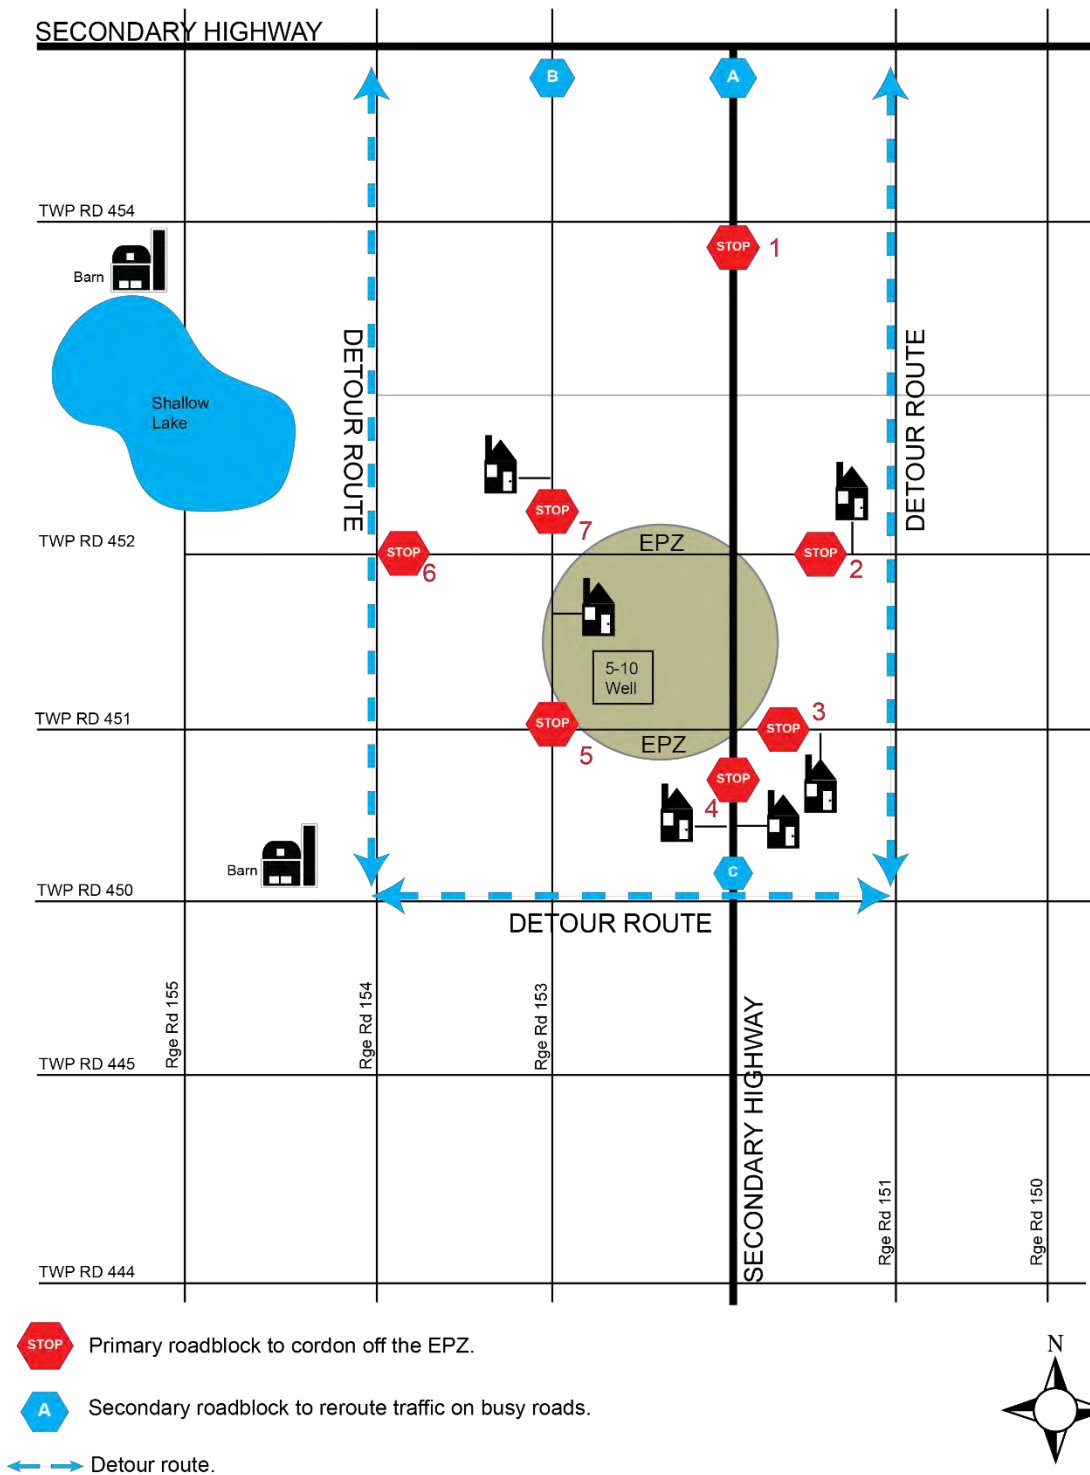 SECONDARY HIGHWAY
B
A
TWP RD 454
STOP
1
Barn
DETOUR ROUTE
DETOUR ROUTE
Shallow
Lake
STOP
7
TWP RD 452
STOP
6
EPZ
STOP
2
5-10
Well
TWP RD 451
STOP
5
EPZ
STOP
3
STOP
4
Barn
C
TWP RD 450
DETOUR ROUTE
Rge Rd 155
Rge Rd 154
Rge Rd 153
SECONDARY HIGHWAY
TWP RD 445
Rge Rd 151
Rge Rd 150
TWP RD 444
STOP
Primary roadblock to cordon off the EPZ.
N
A
Secondary roadblock to reroute traffic on busy roads.
Detour route.